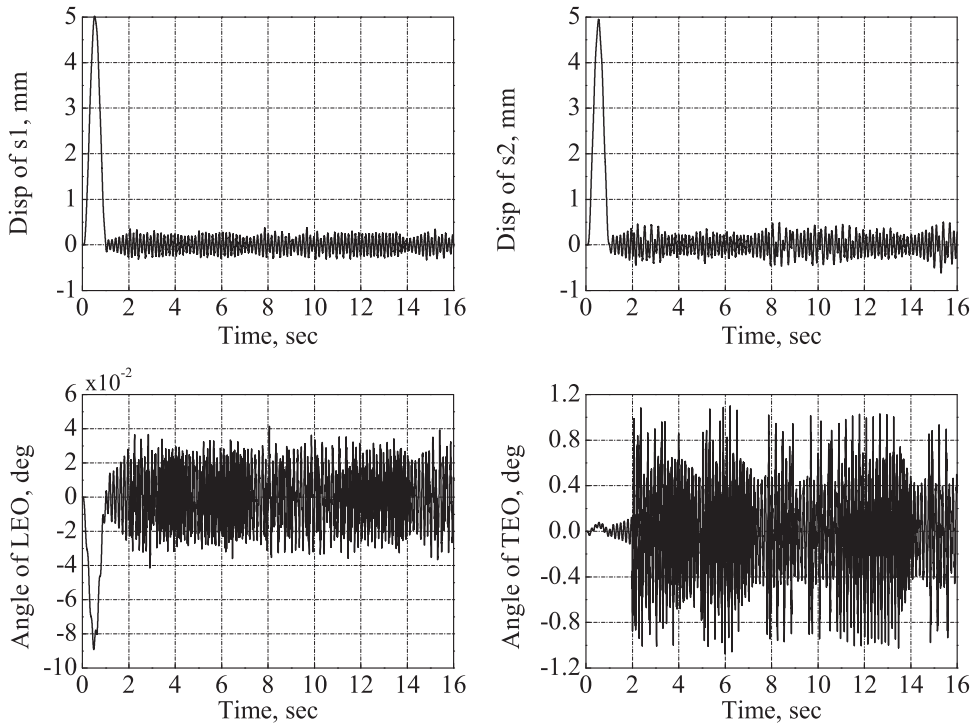 5
4
3
2
1
0
-1
Disp of s1, mm
0 2 4 6 8 10 12 14 16
Time, sec
5
4
3
2
1
0
-1
Disp of s2, mm
0 2 4 6 8 10 12 14 16
Time, sec
x10-2
6
4
2
0
-2
-4
-6
-8
-10
Angle of LEO, deg
0 2 4 6 8 10 12 14 16
Time, sec
1.2
0.8
0.4
0.0
-0.4
-0.8
-1.2
Angle of TEO, deg
0 2 4 6 8 10 12 14 16
Time, sec